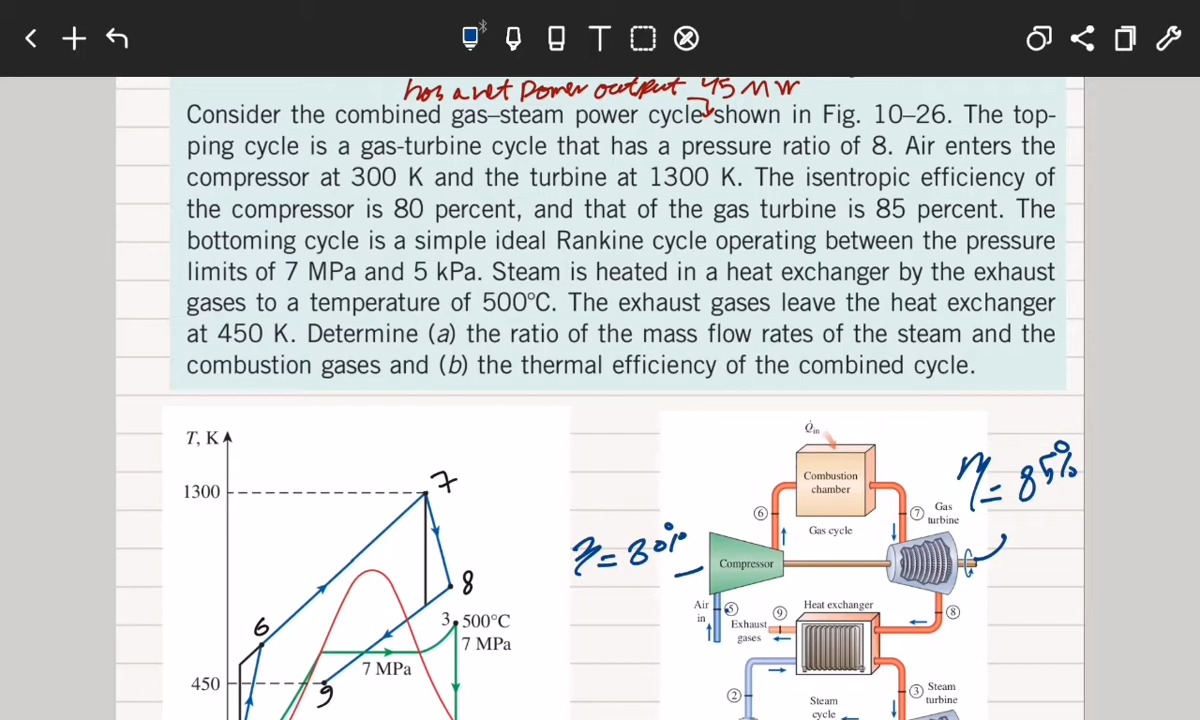 has a net power output 45 MW
Consider the combined gas–steam power cycle shown in Fig. 10–26. The top-
ping cycle is a gas-turbine cycle that has a pressure ratio of 8. Air enters the
compressor at 300 K and the turbine at 1300 K. The isentropic efficiency of
the compressor is 80 percent, and that of the gas turbine is 85 percent. The
bottoming cycle is a simple ideal Rankine cycle operating between the pressure
limits of 7 MPa and 5 kPa. Steam is heated in a heat exchanger by the exhaust
gases to a temperature of 500°C. The exhaust gases leave the heat exchanger
at 450 K. Determine (a) the ratio of the mass flow rates of the steam and the
combustion gases and (b) the thermal efficiency of the combined cycle.
T, K
1300
7
8
6
3
500°C
7 MPa
7 MPa
450
9
Q̇in
Combustion
chamber
η = 85%
6
7
Gas
turbine
Gas cycle
η = 80%
Compressor
Air
in
5
Exhaust
gases
9
Heat exchanger
8
2
3
Steam
turbine
Steam
cycle